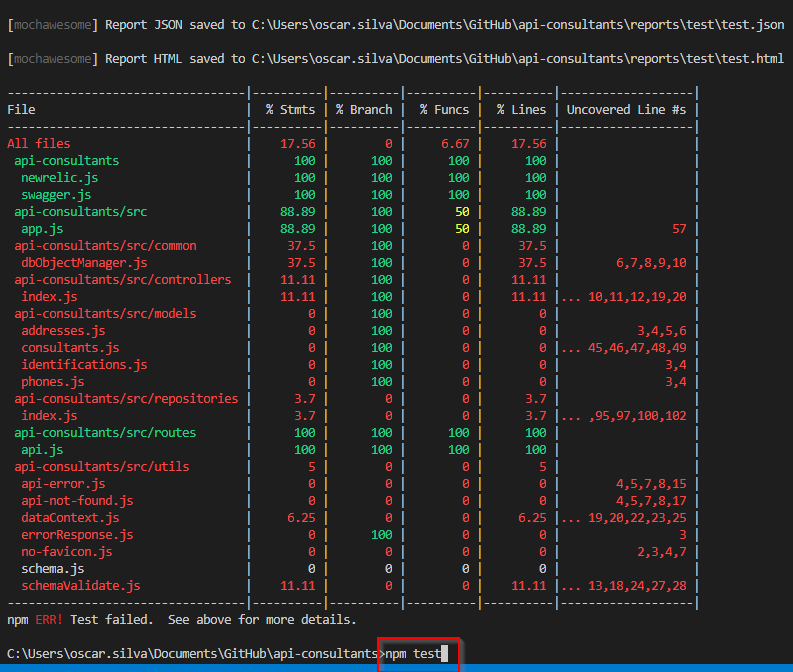 [mochawesome] Report JSON saved to C:\Users\oscar.silva\Documents\GitHub\api-consultants\reports\test\test.json
[mochawesome] Report HTML saved to C:\Users\oscar.silva\Documents\GitHub\api-consultants\reports\test\test.html
----------------------------------|----------|----------|----------|----------|-------------------|
File | % Stmts | % Branch | % Funcs | % Lines | Uncovered Line #s |
----------------------------------|----------|----------|----------|----------|-------------------|
All files | 17.56 | 0 | 6.67 | 17.56 | |
api-consultants | 100 | 100 | 100 | 100 | |
newrelic.js | 100 | 100 | 100 | 100 | |
swagger.js | 100 | 100 | 100 | 100 | |
api-consultants/src | 88.89 | 100 | 50 | 88.89 | |
app.js | 88.89 | 100 | 50 | 88.89 | 57 |
api-consultants/src/common | 37.5 | 100 | 0 | 37.5 | |
dbObjectManager.js | 37.5 | 100 | 0 | 37.5 | 6,7,8,9,10 |
api-consultants/src/controllers | 11.11 | 100 | 0 | 11.11 | |
index.js | 11.11 | 100 | 0 | 11.11 |... 10,11,12,19,20 |
api-consultants/src/models | 0 | 100 | 0 | 0 | |
addresses.js | 0 | 100 | 0 | 0 | 3,4,5,6 |
consultants.js | 0 | 100 | 0 | 0 |... 45,46,47,48,49 |
identifications.js | 0 | 100 | 0 | 0 | 3,4 |
phones.js | 0 | 100 | 0 | 0 | 3,4 |
api-consultants/src/repositories | 3.7 | 0 | 0 | 3.7 | |
index.js | 3.7 | 0 | 0 | 3.7 |... ,95,97,100,102 |
api-consultants/src/routes | 100 | 100 | 100 | 100 | |
api.js | 100 | 100 | 100 | 100 | |
api-consultants/src/utils | 5 | 0 | 0 | 5 | |
api-error.js | 0 | 0 | 0 | 0 | 4,5,7,8,15 |
api-not-found.js | 0 | 0 | 0 | 0 | 4,5,7,8,17 |
dataContext.js | 6.25 | 0 | 0 | 6.25 |... 19,20,22,23,25 |
errorResponse.js | 0 | 100 | 0 | 0 | 3 |
no-favicon.js | 0 | 0 | 0 | 0 | 2,3,4,7 |
schema.js | 0 | 0 | 0 | 0 | |
schemaValidate.js | 11.11 | 0 | 0 | 11.11 |... 13,18,24,27,28 |
----------------------------------|----------|----------|----------|----------|-------------------|
npm ERR! Test failed.  See above for more details.
C:\Users\oscar.silva\Documents\GitHub\api-consultants>npm test